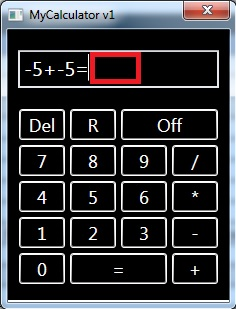 MyCalculator v1
-5+-5=
Del R Off
7 8 9 /
4 5 6 *
1 2 3 -
0 = +